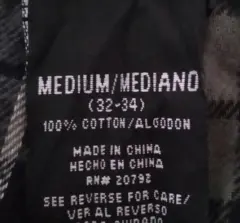 MEDIUM/MEDIANO
(32-34)
100% COTTON/ALGODON
MADE IN CHINA
HECHO EN CHINA
RN# 20792
SEE REVERSE FOR CARE/
VER AL REVERSO